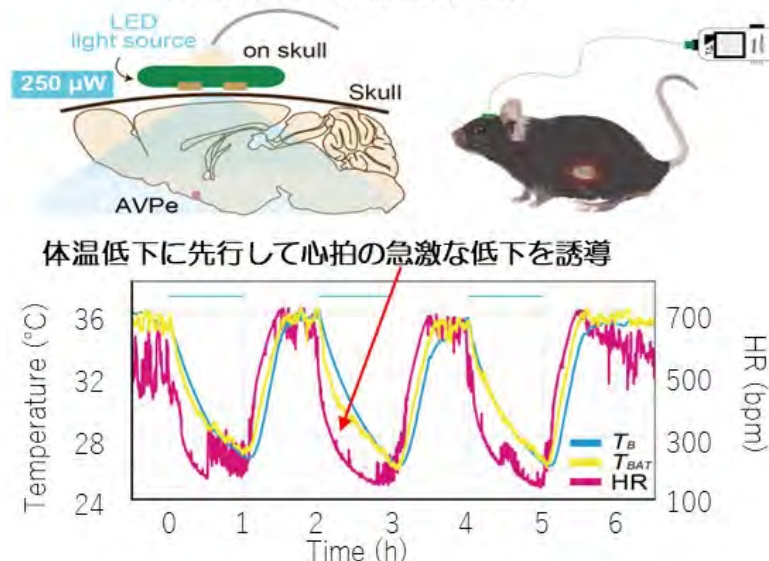 LED
light source
on skull
250 µW
Skull
AVPe
体温低下に先行して心拍の急激な低下を誘導
Temperature (°C)
36
32
28
24
700
500
300
100
HR (bpm)
TB
TBAT
HR
0 1 2 3 4 5 6
Time (h)